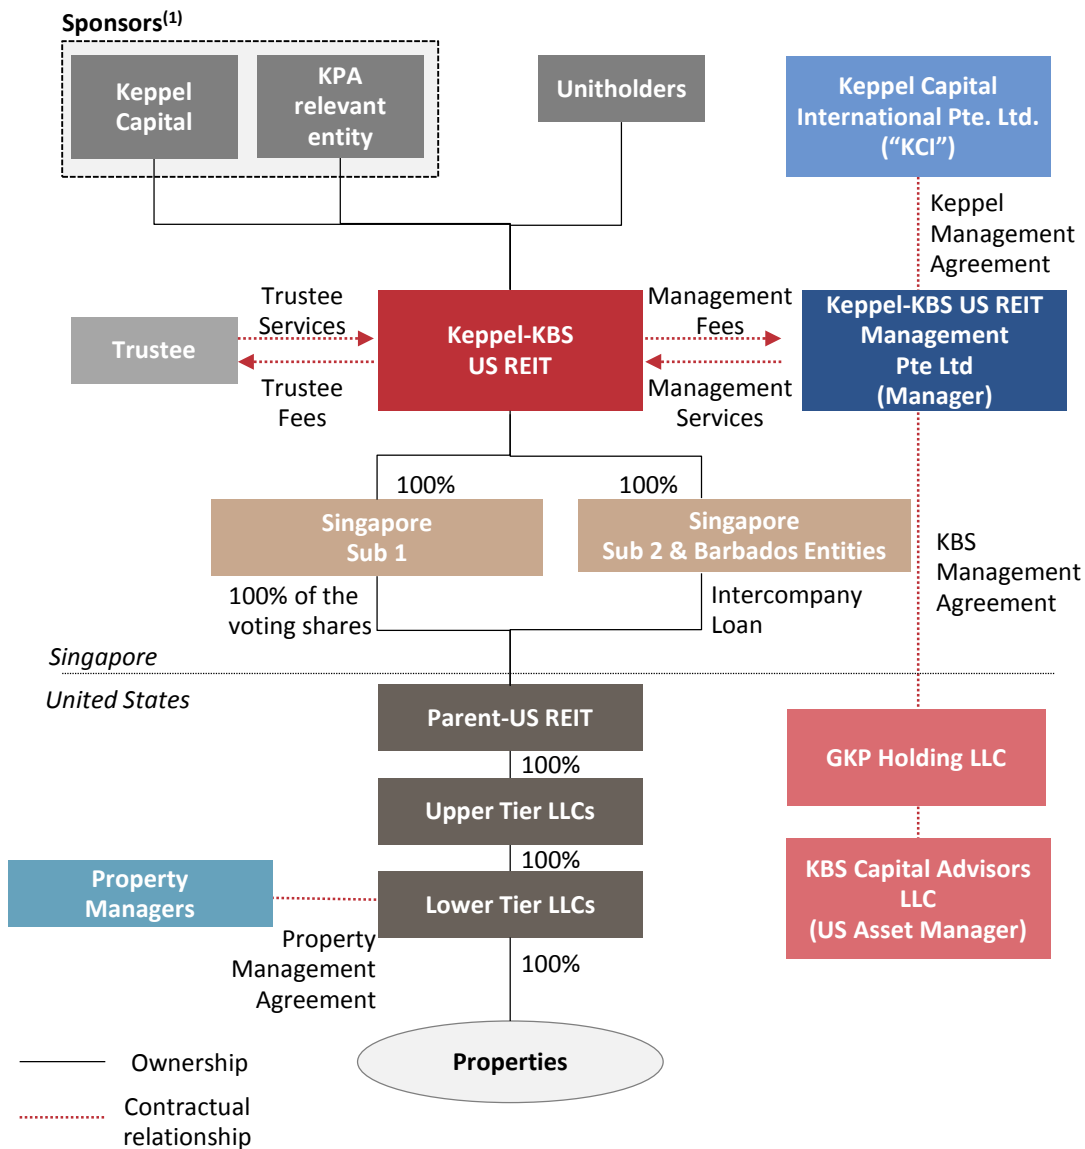 Sponsors(1)
Keppel
Capital
KPA
relevant
entity
Unitholders
Keppel Capital
International Pte. Ltd.
(“KCI”)
Keppel
Management
Agreement
Trustee
Trustee
Services
Trustee
Fees
Keppel-KBS
US REIT
Management
Fees
Management
Services
Keppel-KBS US REIT
Management
Pte Ltd
(Manager)
100%
100%
Singapore
Sub 1
Singapore
Sub 2 & Barbados Entities
KBS
Management
Agreement
100% of the
voting shares
Intercompany
Loan
Singapore
United States
Parent-US REIT
100%
GKP Holding LLC
Upper Tier LLCs
100%
KBS Capital Advisors
LLC
(US Asset Manager)
Property
Managers
Lower Tier LLCs
Property
Management
Agreement
100%
Properties
Ownership
Contractual
relationship